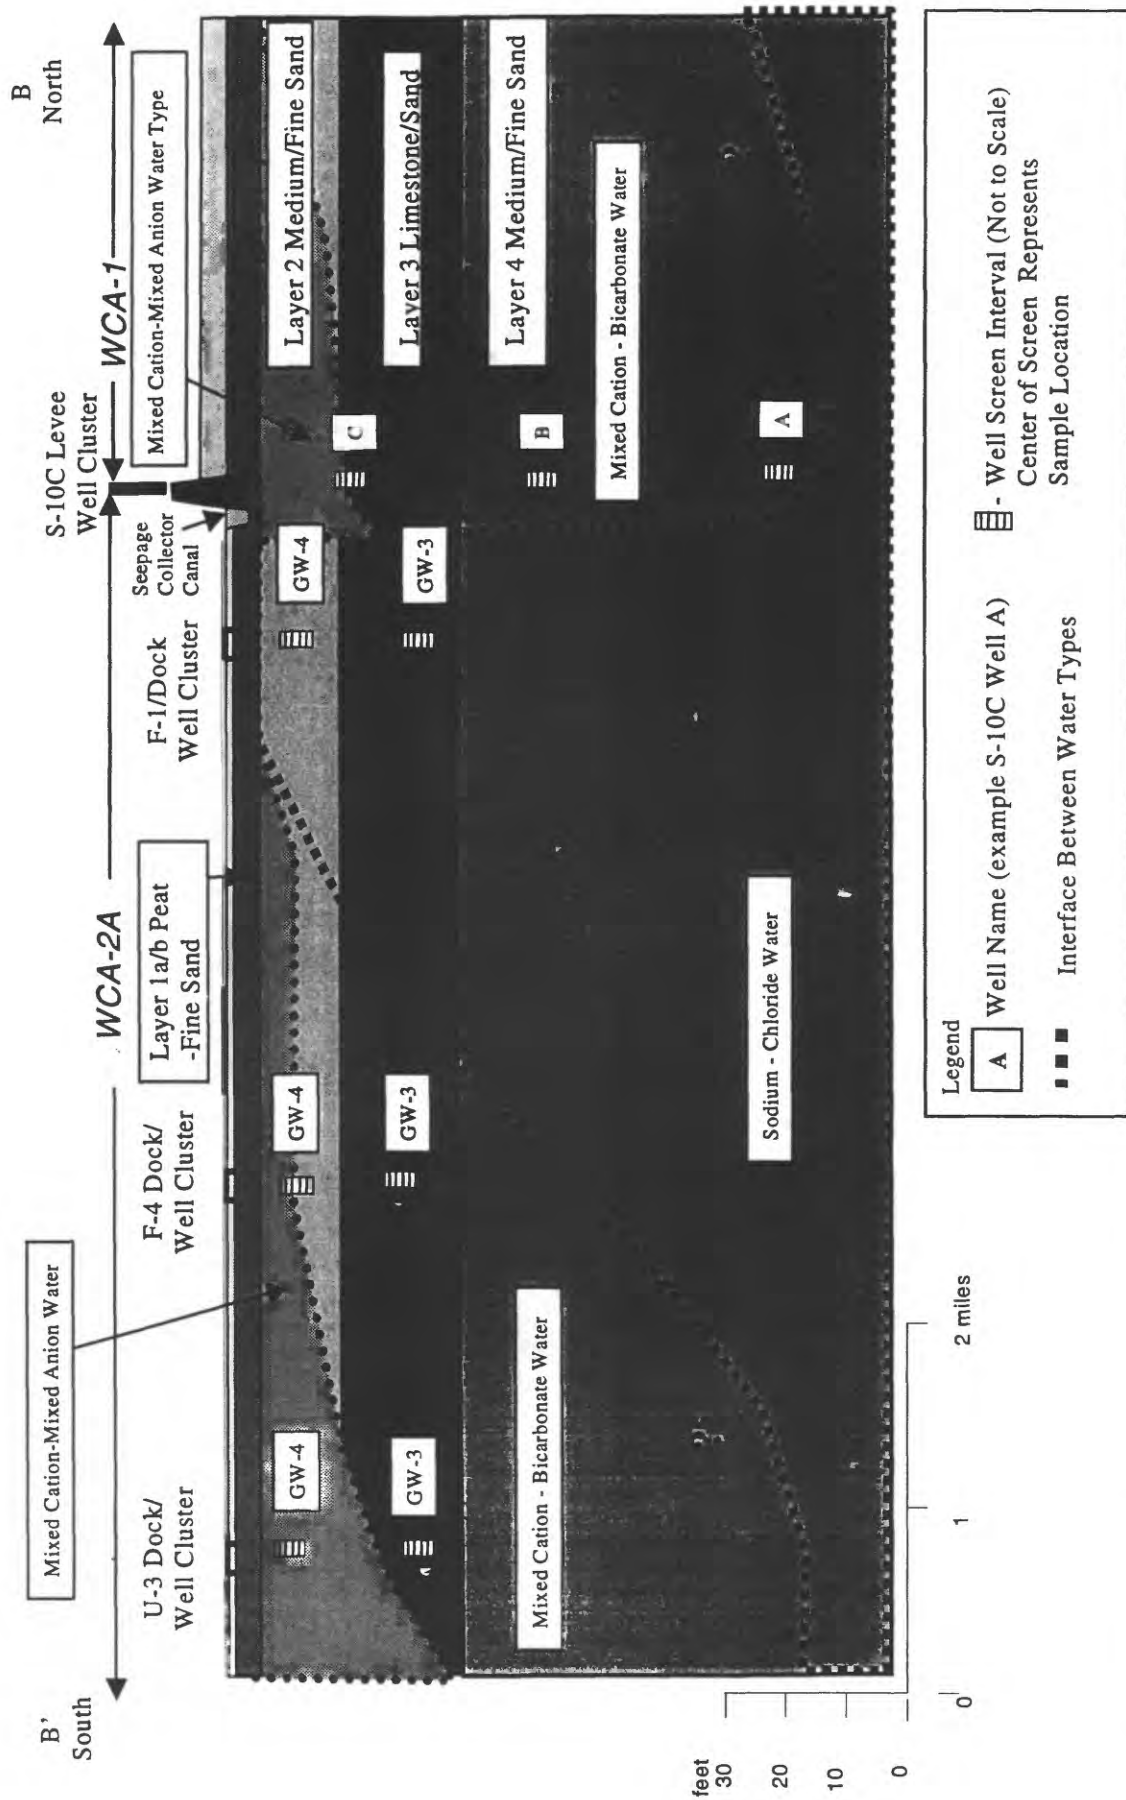 B'
South
B
North
WCA-2A
WCA-1
Mixed Cation-Mixed Anion Water
U-3 Dock/
Well Cluster
F-4 Dock/
Well Cluster
Layer 1a/b Peat
-Fine Sand
F-1/Dock
Well Cluster
Seepage
Collector
Canal
S-10C Levee
Well Cluster
Mixed Cation-Mixed Anion Water Type
GW-4
GW-4
GW-4
C
Layer 2 Medium/Fine Sand
GW-3
GW-3
GW-3
Layer 3 Limestone/Sand
B
Layer 4 Medium/Fine Sand
Mixed Cation - Bicarbonate Water
Mixed Cation - Bicarbonate Water
Sodium - Chloride Water
A
feet
30
20
10
0
0
1
2 miles
Legend
A
Well Name (example S-10C Well A)
- Well Screen Interval (Not to Scale)
Center of Screen Represents
Sample Location
Interface Between Water Types